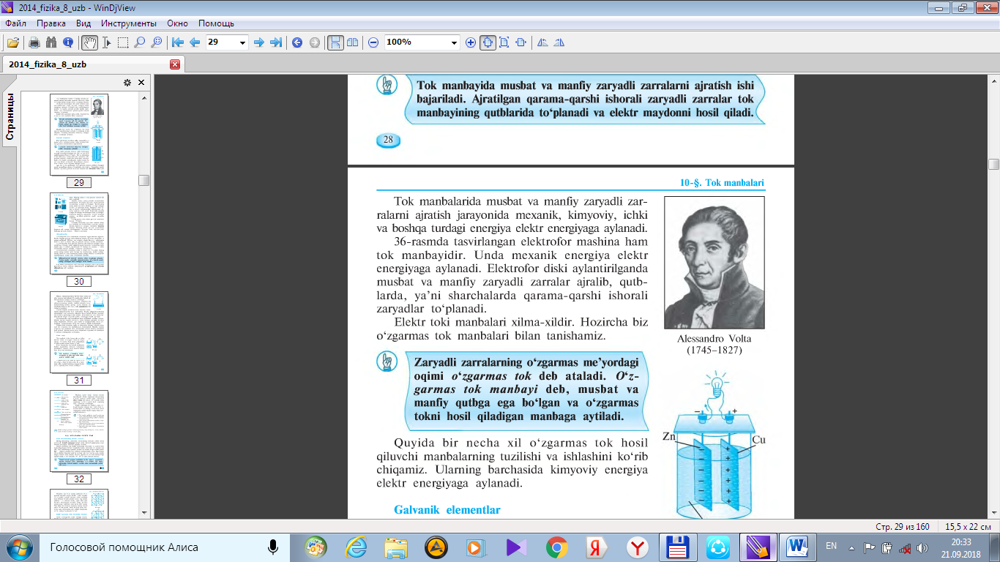 2014_fizika_8_uzb - WinDjView
Файл Правка Вид Инструменты Окно Помощь
29 100%
2014_fizika_8_uzb
Страницы
29
30
31
32
Tok manbayida musbat va manfiy zaryadli zarralarni ajratish ishi
bajariladi. Ajratilgan qarama-qarshi ishorali zaryadli zarralar tok
manbayining qutblarida to‘planadi va elektr maydonni hosil qiladi.
28
10-§. Tok manbalari
Tok manbalarida musbat va manfiy zaryadli zar-
ralarni ajratish jarayonida mexanik, kimyoviy, ichki
va boshqa turdagi energiya elektr energiyaga aylanadi.
36-rasmda tasvirlangan elektrofor mashina ham
tok manbayidir. Unda mexanik energiya elektr
energiyaga aylanadi. Elektrofor diski aylantirilganda
musbat va manfiy zaryadli zarralar ajralib, qutb-
larda, ya’ni sharchalarda qarama-qarshi ishorali
zaryadlar to‘planadi.
Elektr toki manbalari xilma-xildir. Hozircha biz
o‘zgarmas tok manbalari bilan tanishamiz.
Alessandro Volta
(1745–1827)
Zaryadli zarralarning o‘zgarmas me’yordagi
oqimi o‘zgarmas tok deb ataladi. O‘z-
garmas tok manbayi deb, musbat va
manfiy qutbga ega bo‘lgan va o‘zgarmas
tokni hosil qiladigan manbaga aytiladi.
– +
Zn Cu
Quyida bir necha xil o‘zgarmas tok hosil
qiluvchi manbalarning tuzilishi va ishlashini ko‘rib
chiqamiz. Ularning barchasida kimyoviy energiya
elektr energiyaga aylanadi.
Galvanik elementlar
Стр. 29 из 160 15,5 x 22 см
Голосовой помощник Алиса
EN
20:33
21.09.2018